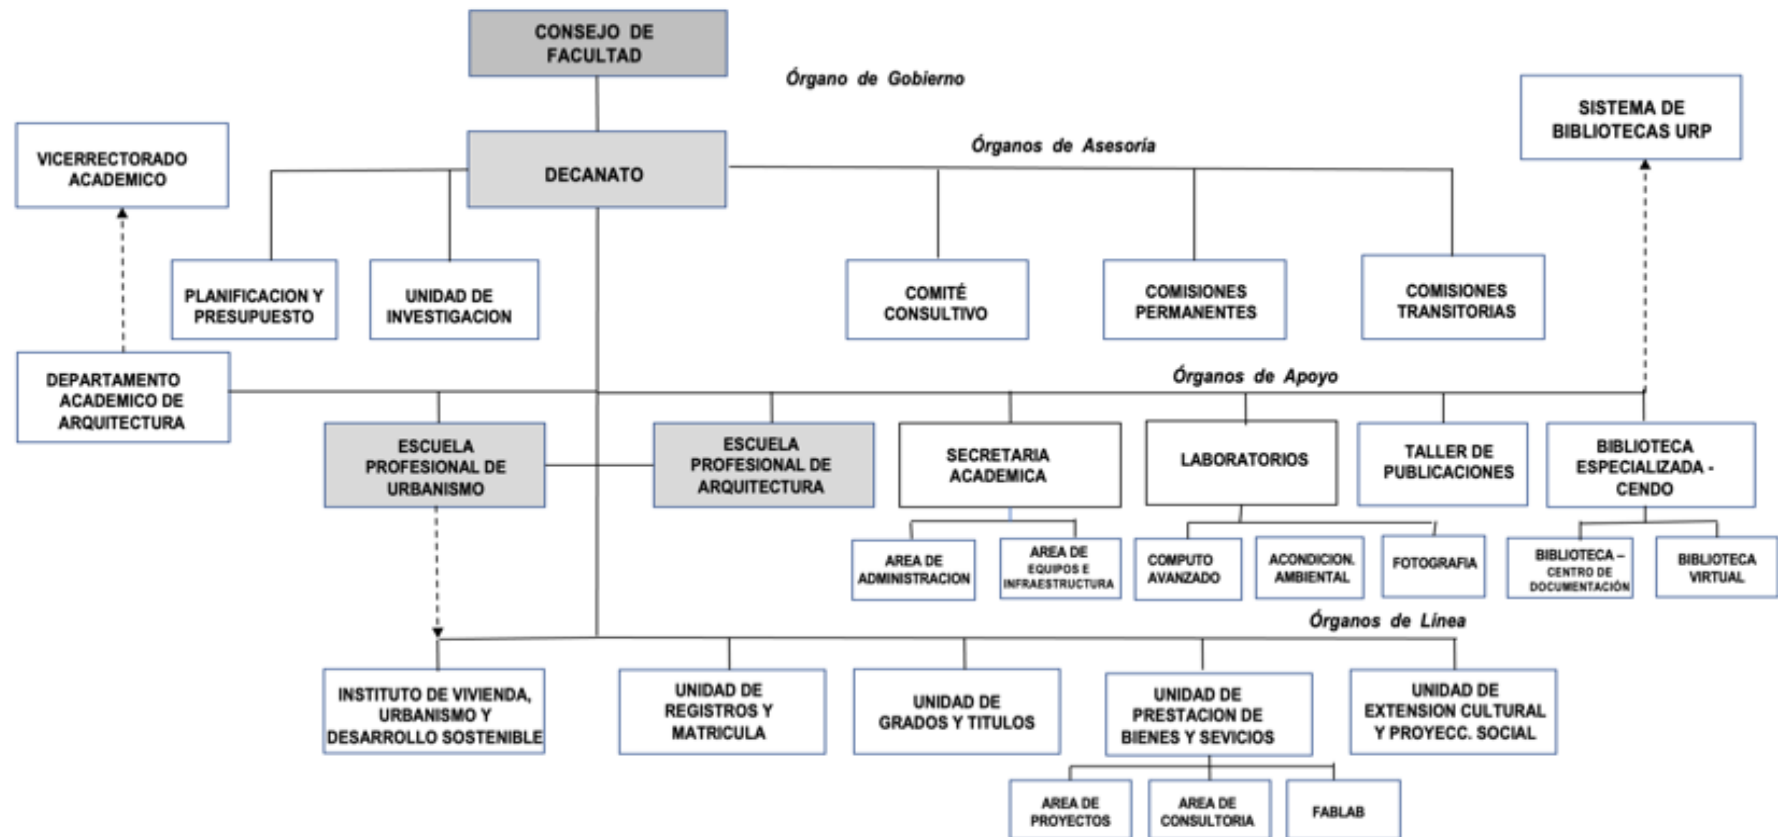 CONSEJO DE
FACULTAD
Órgano de Gobierno
SISTEMA DE
BIBLIOTECAS URP
VICERRECTORADO
ACADEMICO
DECANATO
Órganos de Asesoría
PLANIFICACION Y
PRESUPUESTO
UNIDAD DE
INVESTIGACION
COMITÉ
CONSULTIVO
COMISIONES
PERMANENTES
COMISIONES
TRANSITORIAS
DEPARTAMENTO
ACADEMICO DE
ARQUITECTURA
Órganos de Apoyo
ESCUELA
PROFESIONAL DE
URBANISMO
ESCUELA
PROFESIONAL DE
ARQUITECTURA
SECRETARIA
ACADEMICA
LABORATORIOS
TALLER DE
PUBLICACIONES
BIBLIOTECA
ESPECIALIZADA -
CENDO
AREA DE
ADMINISTRACION
AREA DE
EQUIPOS E
INFRAESTRUCTURA
COMPUTO
AVANZADO
ACONDICION.
AMBIENTAL
FOTOGRAFIA
BIBLIOTECA –
CENTRO DE
DOCUMENTACIÓN
BIBLIOTECA
VIRTUAL
Órganos de Línea
INSTITUTO DE VIVIENDA,
URBANISMO Y
DESARROLLO SOSTENIBLE
UNIDAD DE
REGISTROS Y
MATRICULA
UNIDAD DE
GRADOS Y TITULOS
UNIDAD DE
PRESTACION DE
BIENES Y SEVICIOS
UNIDAD DE
EXTENSION CULTURAL
Y PROYECC. SOCIAL
AREA DE
PROYECTOS
AREA DE
CONSULTORIA
FABLAB